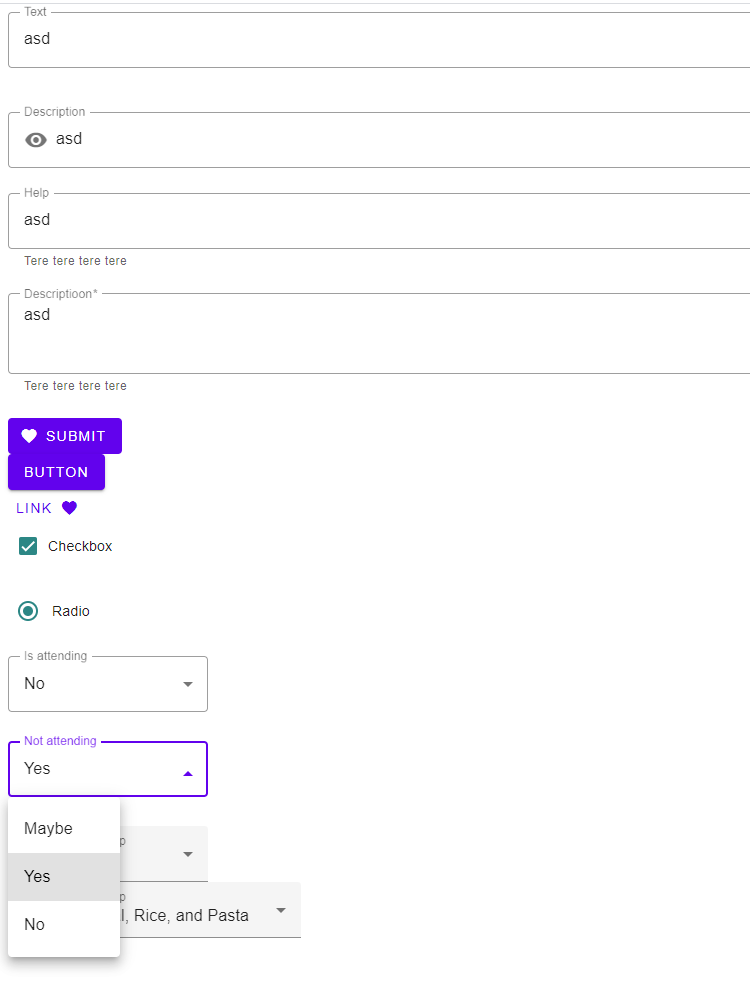 Text
asd
Description
asd
Help
asd
Tere tere tere tere
Descriptioon*
asd
Tere tere tere tere
SUBMIT
BUTTON
LINK
Checkbox
Radio
Is attending
No
Not attending
Yes
Maybe
Yes
No
, Rice, and Pasta